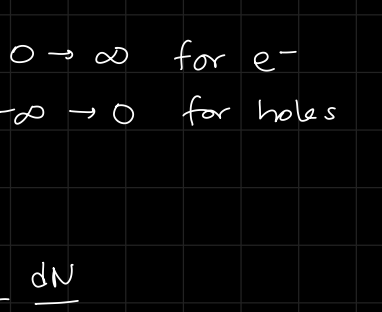 0 → ∞ for e⁻
-∞ → 0 for holes
dN